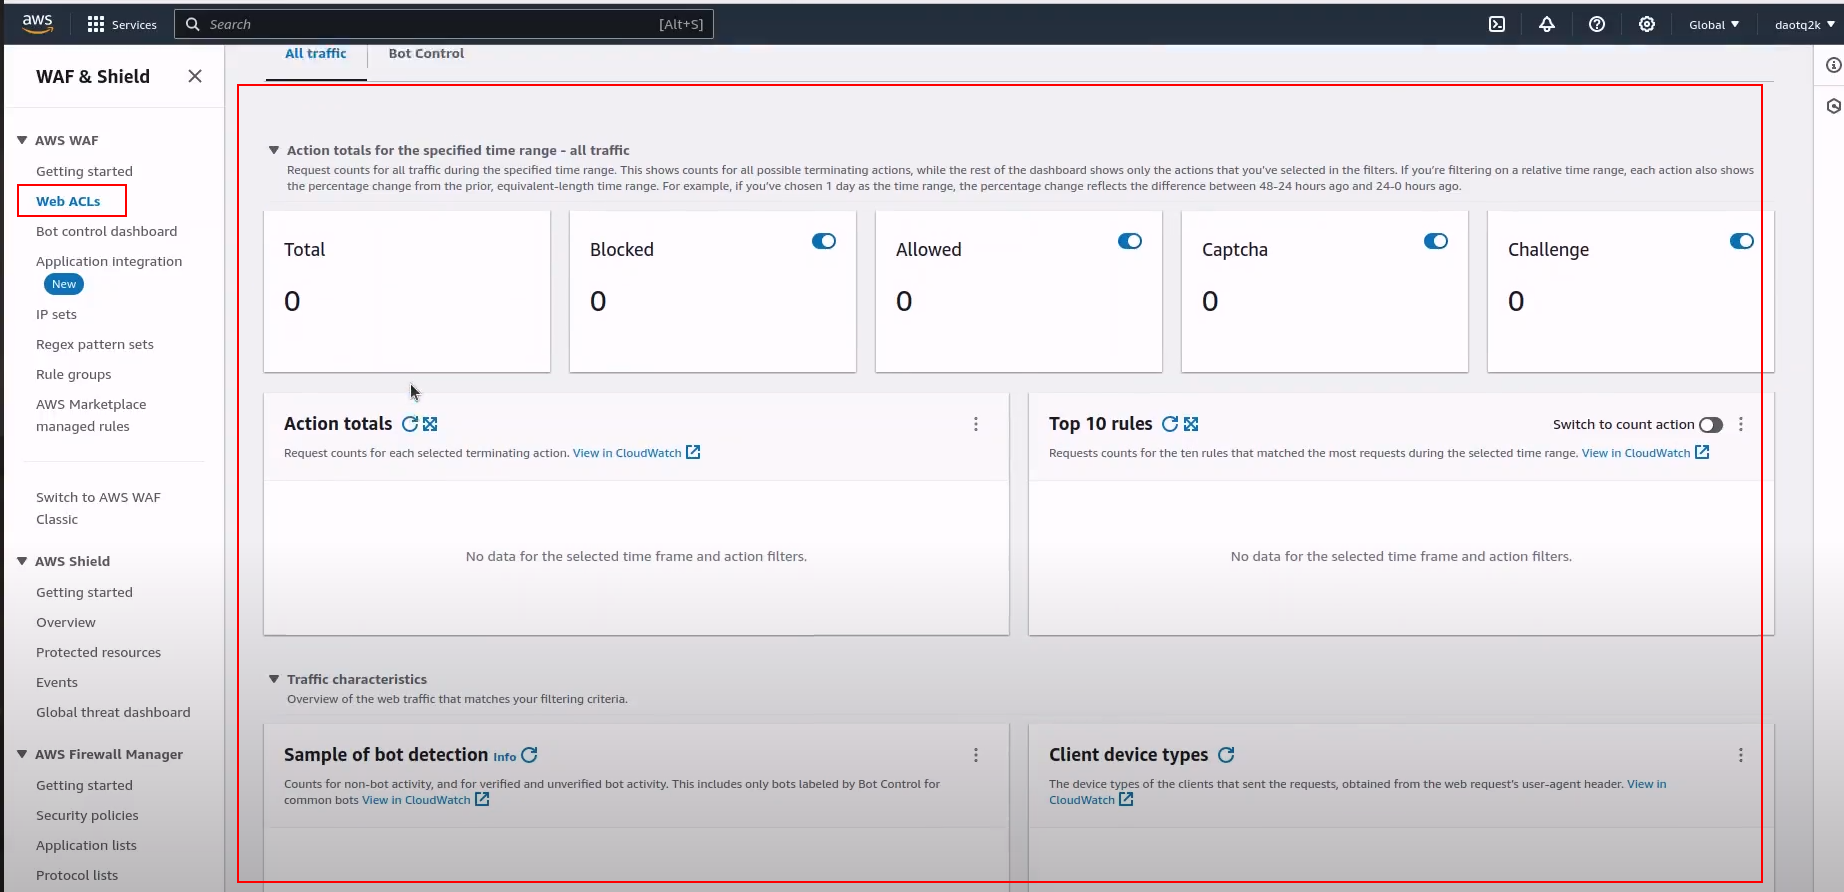 aws
Services
Search
[Alt+S]
Global
daotq2k
WAF & Shield
AWS WAF
Getting started
Web ACLs
Bot control dashboard
Application integration
New
IP sets
Regex pattern sets
Rule groups
AWS Marketplace
managed rules
Switch to AWS WAF
Classic
AWS Shield
Getting started
Overview
Protected resources
Events
Global threat dashboard
AWS Firewall Manager
Getting started
Security policies
Application lists
Protocol lists
All traffic
Bot Control
Action totals for the specified time range - all traffic
Request counts for all traffic during the specified time range. This shows counts for all possible terminating actions, while the rest of the dashboard shows only the actions that you've selected in the filters. If you're filtering on a relative time range, each action also shows
the percentage change from the prior, equivalent-length time range. For example, if you've chosen 1 day as the time range, the percentage change reflects the difference between 48-24 hours ago and 24-0 hours ago.
Total
0
Blocked
0
Allowed
0
Captcha
0
Challenge
0
Action totals
Request counts for each selected terminating action. View in CloudWatch
No data for the selected time frame and action filters.
Top 10 rules
Switch to count action
Requests counts for the ten rules that matched the most requests during the selected time range. View in CloudWatch
No data for the selected time frame and action filters.
Traffic characteristics
Overview of the web traffic that matches your filtering criteria.
Sample of bot detection Info
Counts for non-bot activity, and for verified and unverified bot activity. This includes only bots labeled by Bot Control for
common bots View in CloudWatch
Client device types
The device types of the clients that sent the requests, obtained from the web request's user-agent header. View in
CloudWatch